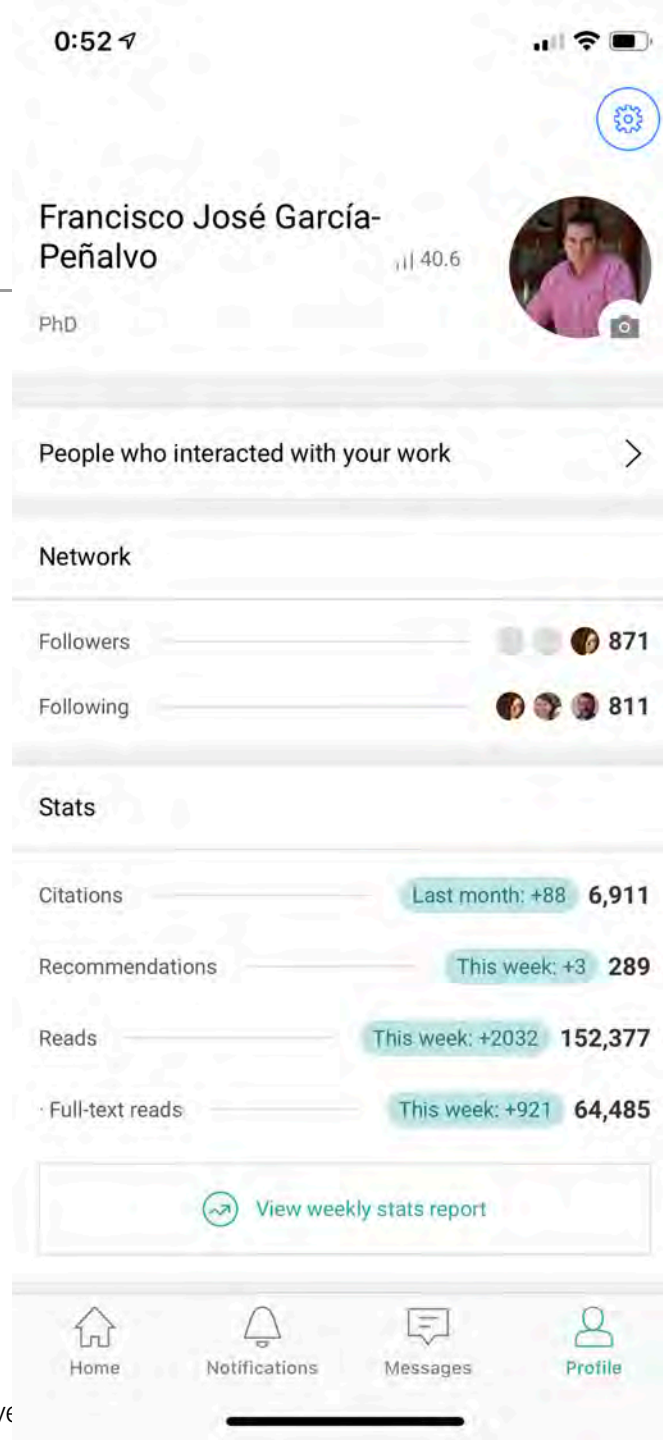 0:52
Francisco José García-
Peñalvo
40.6
PhD
People who interacted with your work
Network
Followers 871
Following 811
Stats
Citations Last month: +88 6,911
Recommendations This week: +3 289
Reads This week: +2032 152,377
· Full-text reads This week: +921 64,485
View weekly stats report
Home Notifications Messages Profile